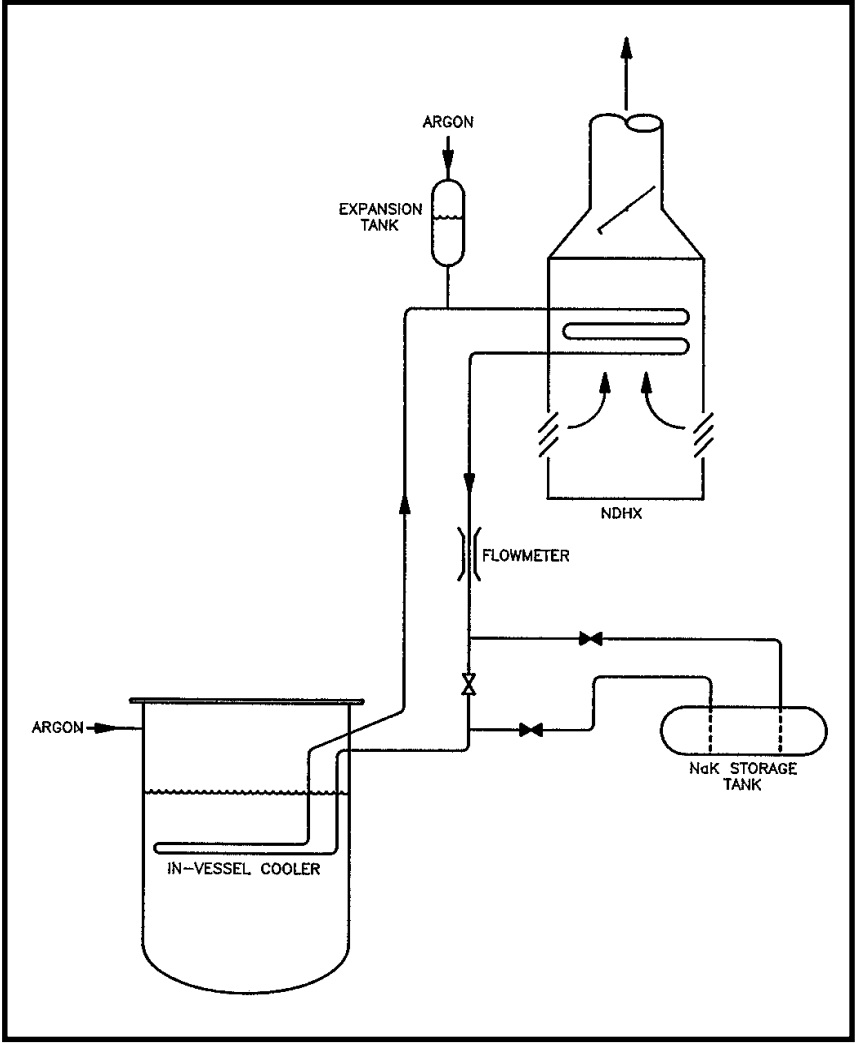 ARGON
EXPANSION
TANK
NDHX
FLOWMETER
ARGON
NaK STORAGE
TANK
IN-VESSEL COOLER